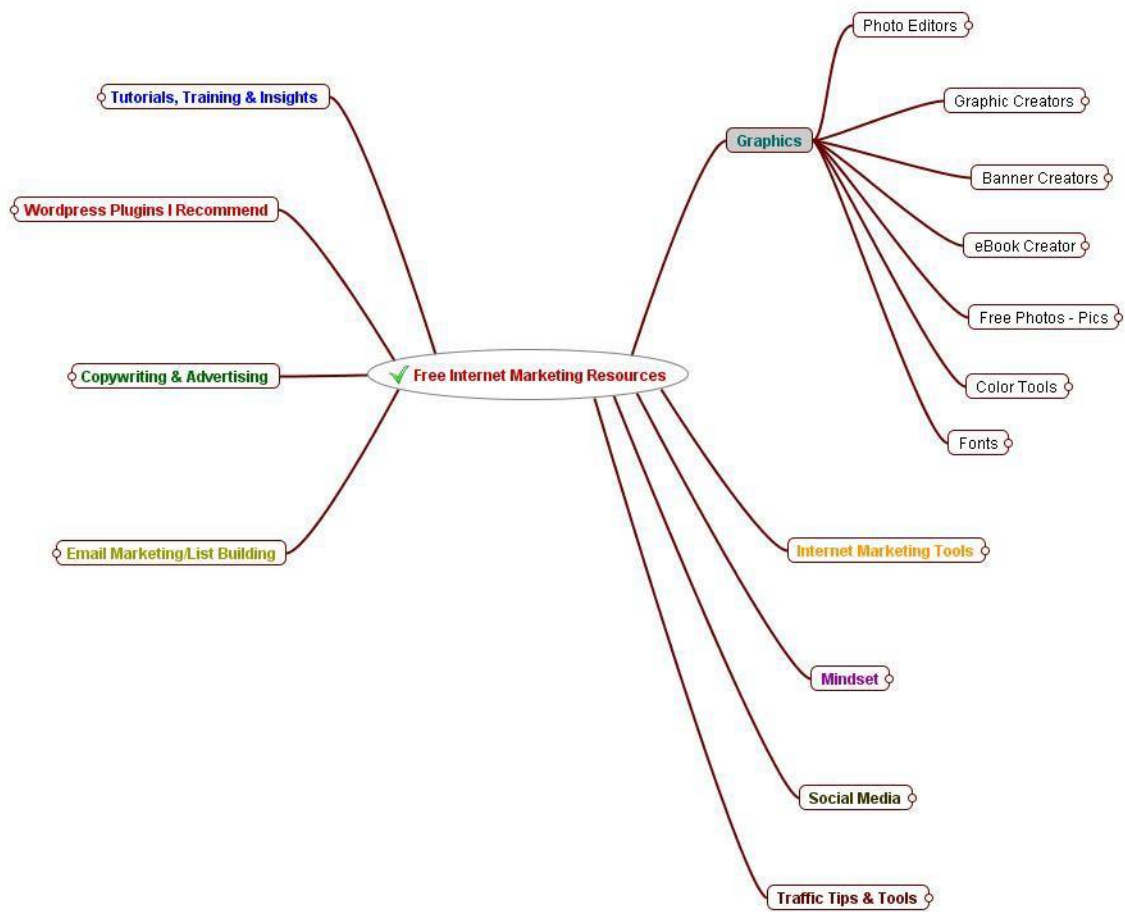 Photo Editors
Tutorials, Training & Insights
Graphic Creators
Graphics
Banner Creators
Wordpress Plugins I Recommend
eBook Creator
Free Photos - Pics
Copywriting & Advertising
Free Internet Marketing Resources
Color Tools
Fonts
Email Marketing/List Building
Internet Marketing Tools
Mindset
Social Media
Traffic Tips & Tools